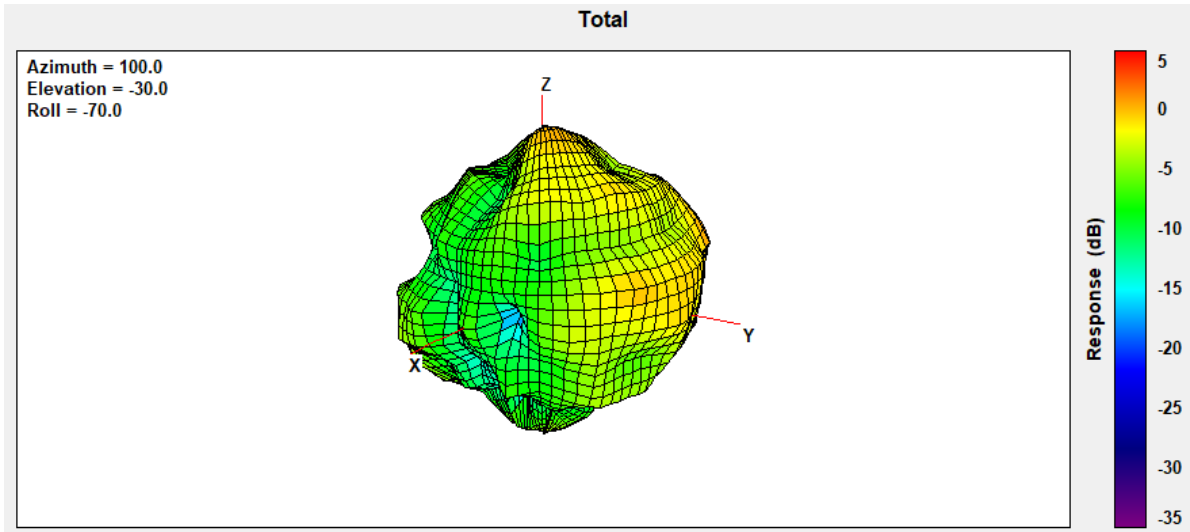 Total
Azimuth = 100.0
Elevation = -30.0
Roll = -70.0
Z
Y
X
Response (dB)
5
0
-5
-10
-15
-20
-25
-30
-35